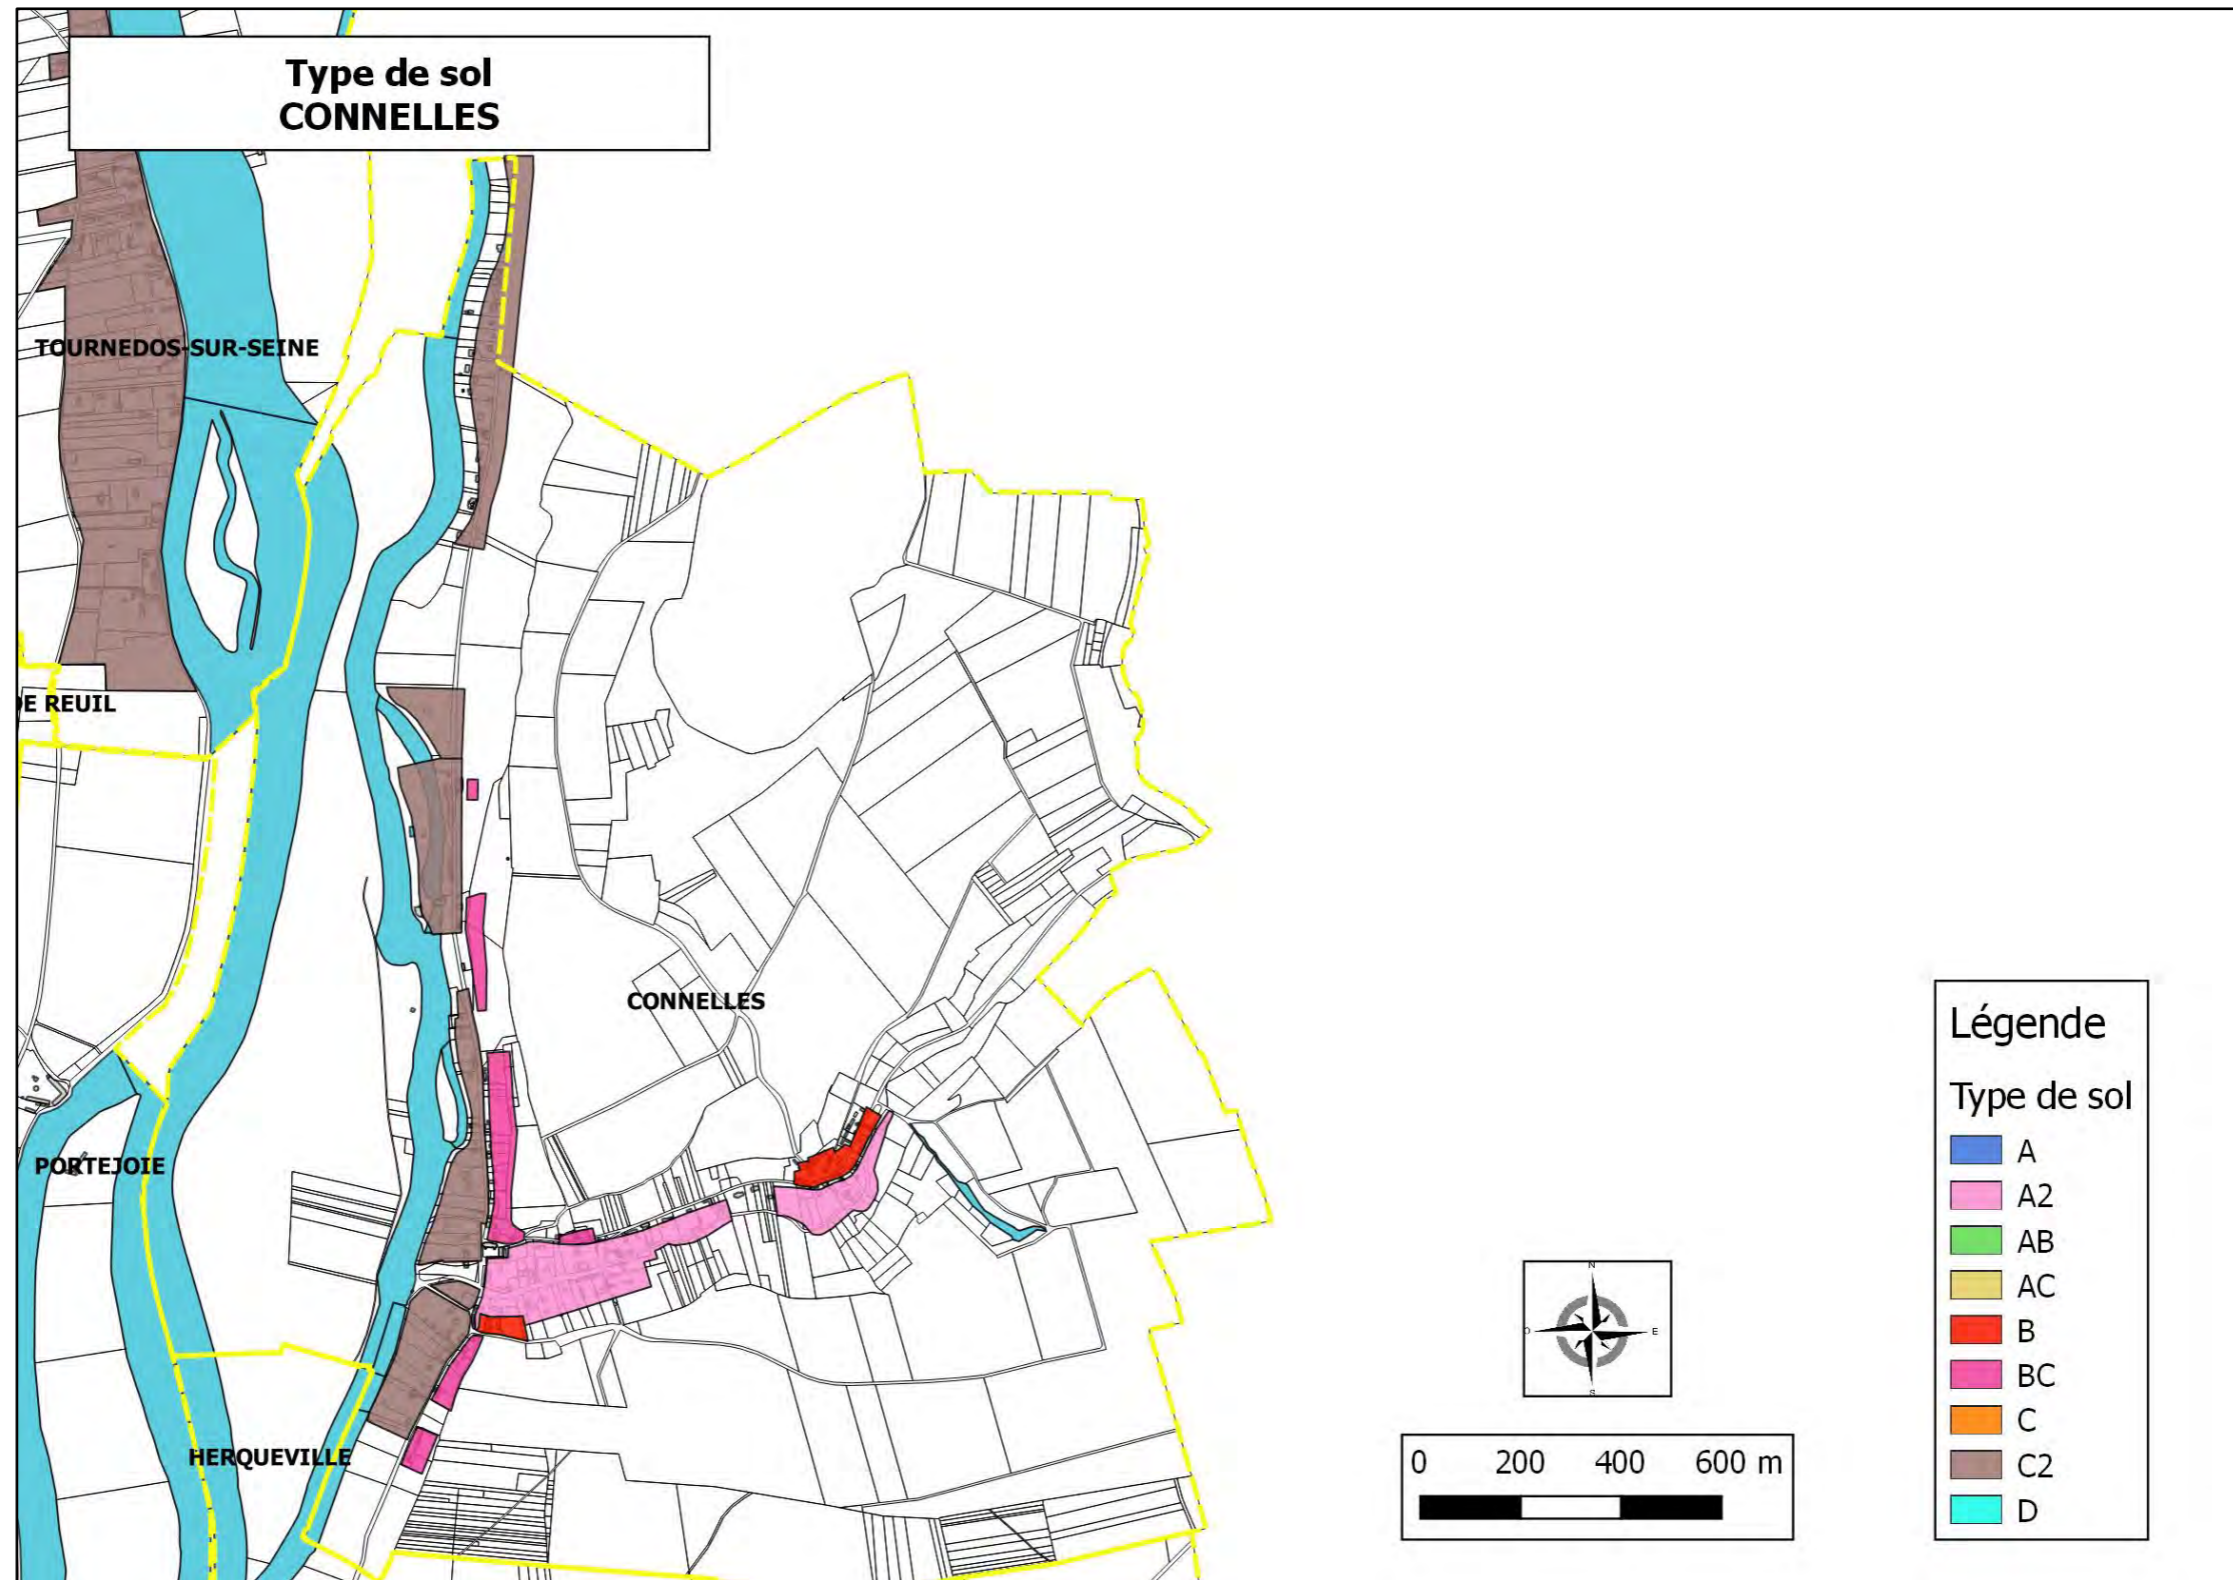 Type de sol
CONNELLES
TOURNEDOS-SUR-SEINE
DE REUIL
CONNELLES
PORTEJOIE
HERQUEVILLE
N
O
E
S
0 200 400 600 m
Légende
Type de sol
A
A2
AB
AC
B
BC
C
C2
D